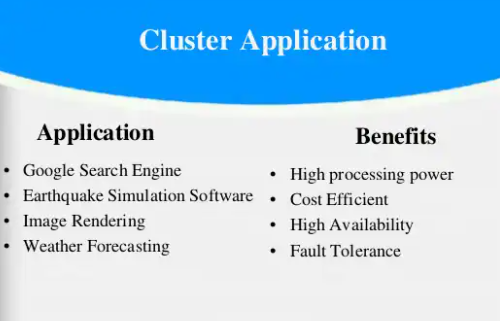 Cluster Application
Application
• Google Search Engine
• Earthquake Simulation Software
• Image Rendering
• Weather Forecasting
Benefits
• High processing power
• Cost Efficient
• High Availability
• Fault Tolerance